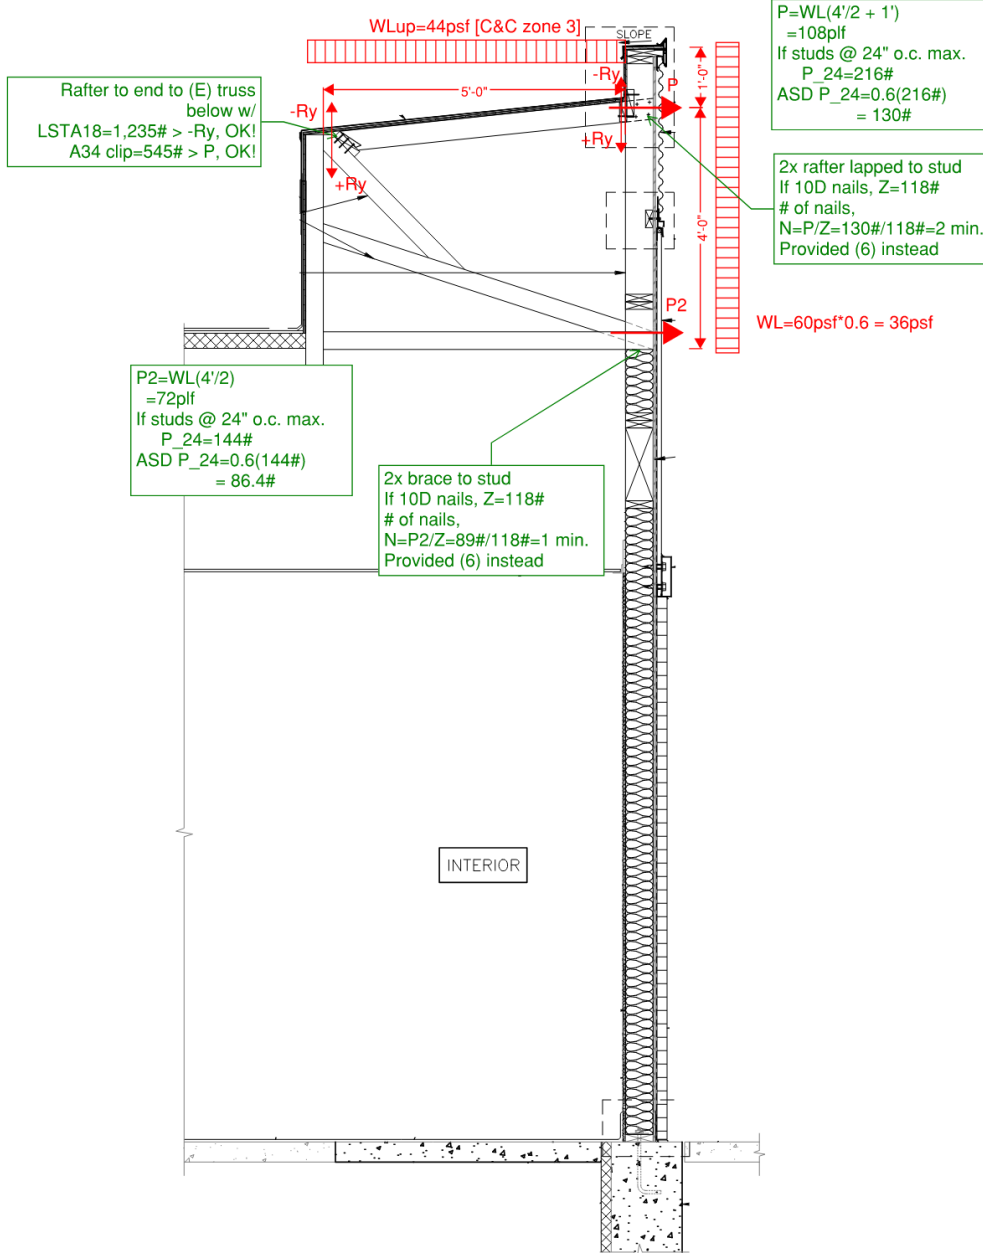 WLup=44psf [C&C zone 3]
SLOPE
P=WL(4'/2 + 1')
=108plf
If studs @ 24" o.c. max.
P_24=216#
ASD P_24=0.6(216#)
= 130#
Rafter to end to (E) truss
below w/
LSTA18=1,235# > -Ry, OK!
A34 clip=545# > P, OK!
5'-0"
-Ry
-Ry
P
1'-0"
+Ry
+Ry
2x rafter lapped to stud
If 10D nails, Z=118#
# of nails,
N=P/Z=130#/118#=2 min.
Provided (6) instead
4'-0"
P2
WL=60psf*0.6 = 36psf
P2=WL(4'/2)
=72plf
If studs @ 24" o.c. max.
P_24=144#
ASD P_24=0.6(144#)
= 86.4#
2x brace to stud
If 10D nails, Z=118#
# of nails,
N=P2/Z=89#/118#=1 min.
Provided (6) instead
INTERIOR